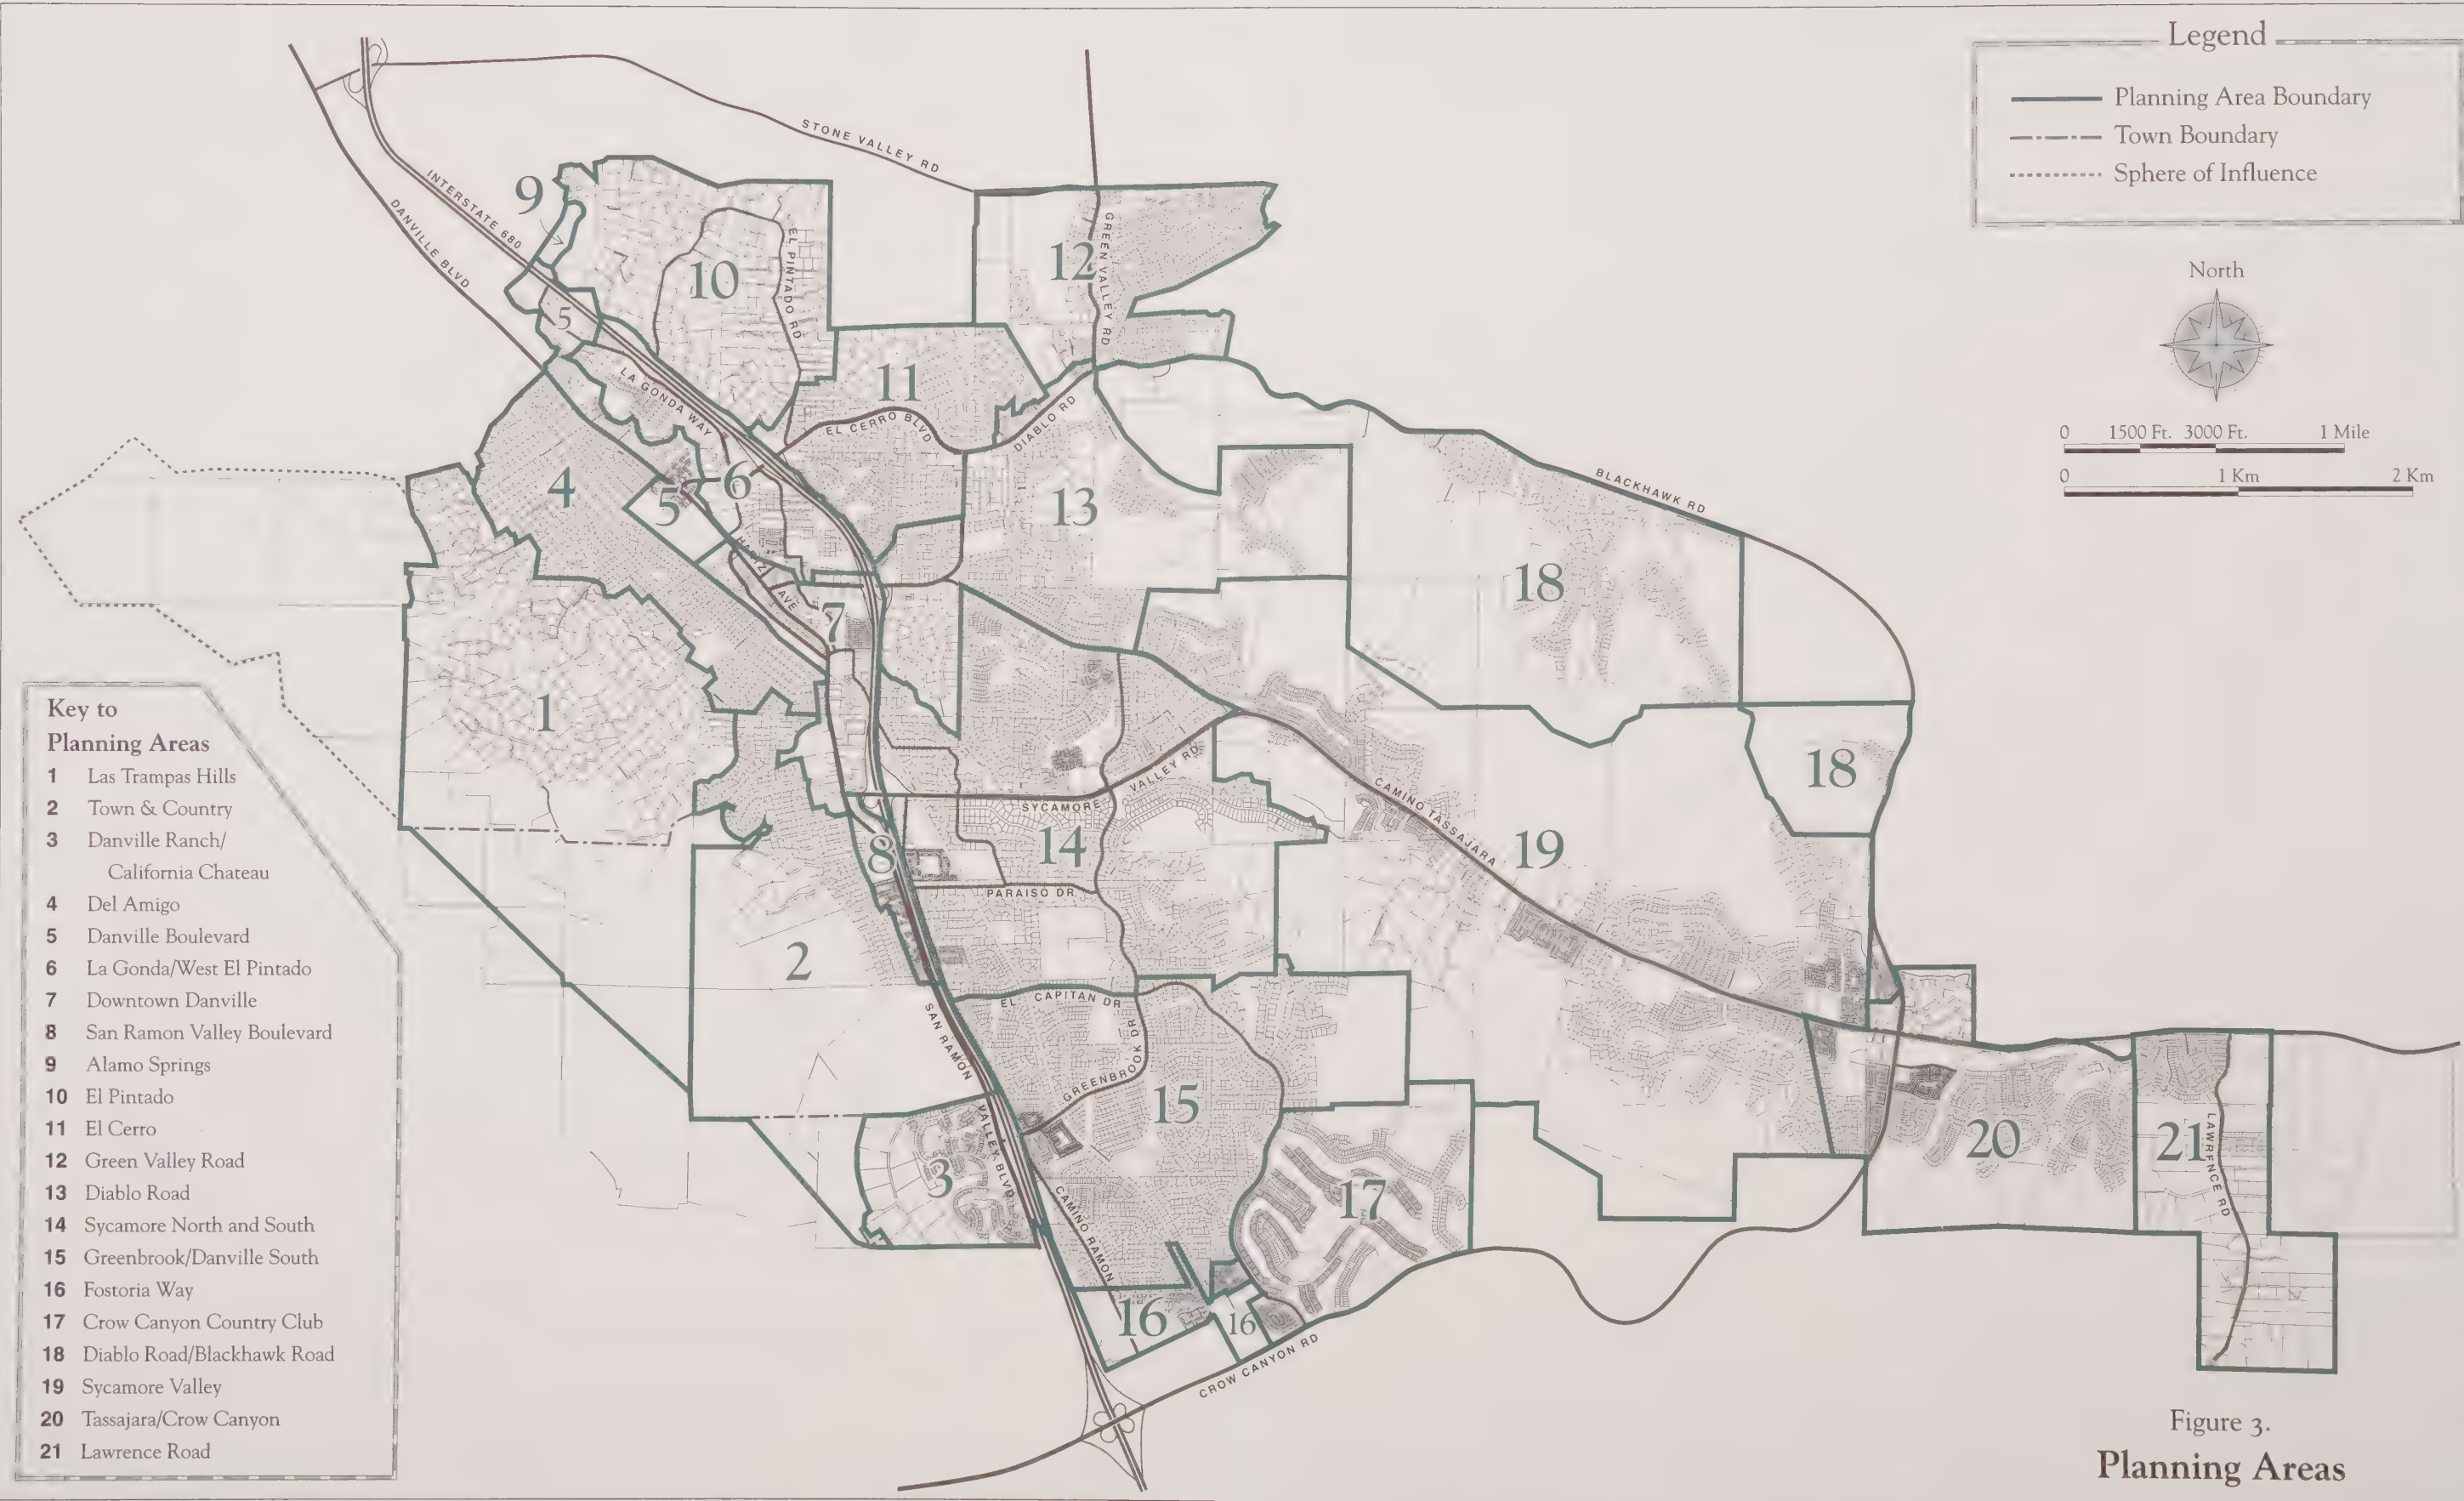 Legend
Planning Area Boundary
Town Boundary
Sphere of Influence
North
0 1500 Ft. 3000 Ft. 1 Mile
0 1 Km 2 Km
STONE VALLEY RD
INTERSTATE 680
DANVILLE BLVD
9
10
EL PINTADO RD
12
GREEN VALLEY RD
5
LA GONDA WAY
11
EL CERRO BLVD
DIABLO RD
4
5
6
13
BLACKHAWK RD
18
HARTZ
AVE
7
1
18
SYCAMORE VALLEY RD
CAMINO TASSAJARA
8
14
19
PARAISO DR.
2
EL CAPITAN DR
SAN RAMON
VALLEY BLVD
GREENBROOK DR
15
3
CAMINO RAMON
17
20
21
LAWRENCE RD
16
16
CROW CANYON RD
Key to
Planning Areas
1 Las Trampas Hills
2 Town & Country
3 Danville Ranch/
California Chateau
4 Del Amigo
5 Danville Boulevard
6 La Gonda/West El Pintado
7 Downtown Danville
8 San Ramon Valley Boulevard
9 Alamo Springs
10 El Pintado
11 El Cerro
12 Green Valley Road
13 Diablo Road
14 Sycamore North and South
15 Greenbrook/Danville South
16 Fostoria Way
17 Crow Canyon Country Club
18 Diablo Road/Blackhawk Road
19 Sycamore Valley
20 Tassajara/Crow Canyon
21 Lawrence Road
Figure 3.
Planning Areas